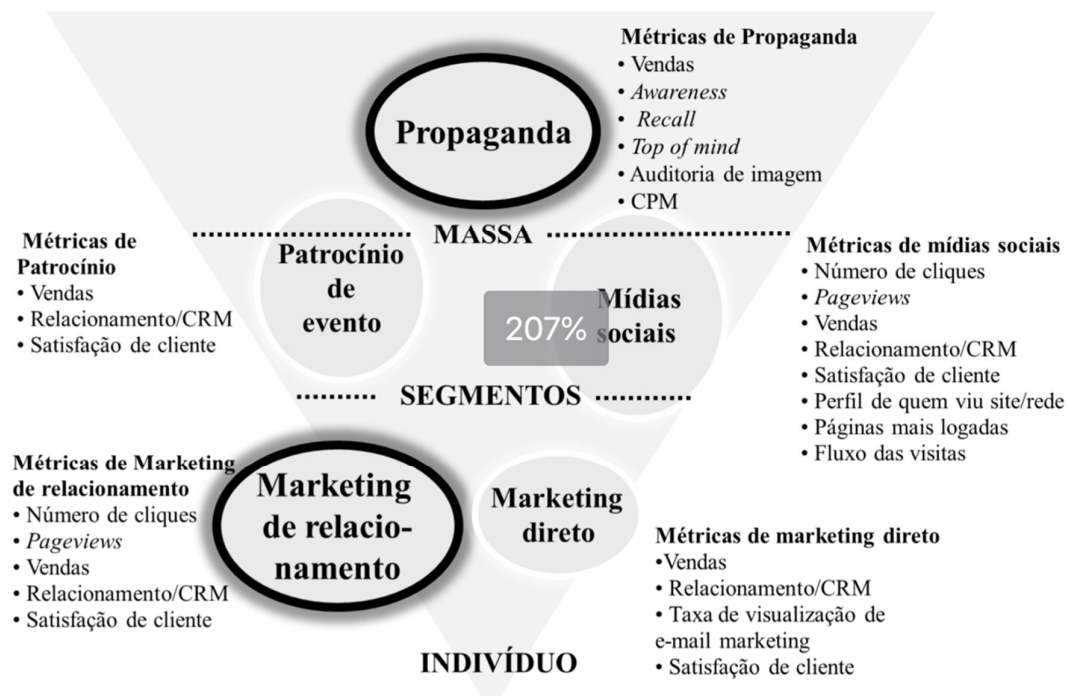 Métricas de Propaganda
• Vendas
• Awareness
• Recall
• Top of mind
• Auditoria de imagem
• CPM
Propaganda
MASSA
Métricas de
Patrocínio
• Vendas
• Relacionamento/CRM
• Satisfação de cliente
Patrocínio
de
evento
Mídias
sociais
207%
Métricas de mídias sociais
• Número de cliques
• Pageviews
• Vendas
• Relacionamento/CRM
• Satisfação de cliente
• Perfil de quem viu site/rede
• Páginas mais logadas
• Fluxo das visitas
SEGMENTOS
Métricas de Marketing
de relacionamento
• Número de cliques
• Pageviews
• Vendas
• Relacionamento/CRM
• Satisfação de cliente
Marketing
de relacio-
namento
Marketing
direto
Métricas de marketing direto
•Vendas
• Relacionamento/CRM
• Taxa de visualização de
e-mail marketing
• Satisfação de cliente
INDIVÍDUO